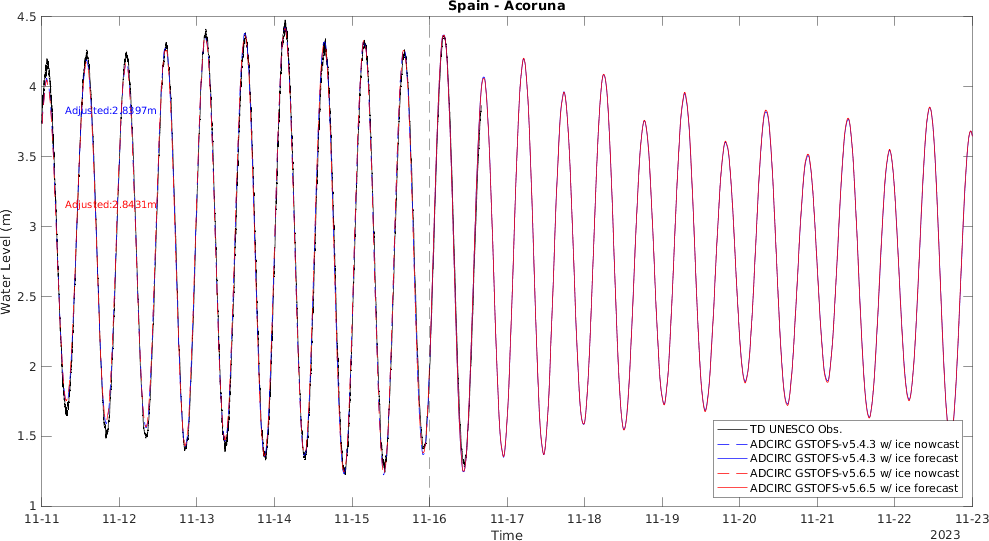 Spain - Acoruna
4.5
4
3.5
3
2.5
2
1.5
1
Water Level (m)
Adjusted:2.8397m
Adjusted:2.8431m
TD UNESCO Obs.
ADCIRC GSTOFS-v5.4.3 w/ ice nowcast
ADCIRC GSTOFS-v5.4.3 w/ ice forecast
ADCIRC GSTOFS-v5.6.5 w/ ice nowcast
ADCIRC GSTOFS-v5.6.5 w/ ice forecast
11-11 11-12 11-13 11-14 11-15 11-16 11-17 11-18 11-19 11-20 11-21 11-22 11-23
Time
2023